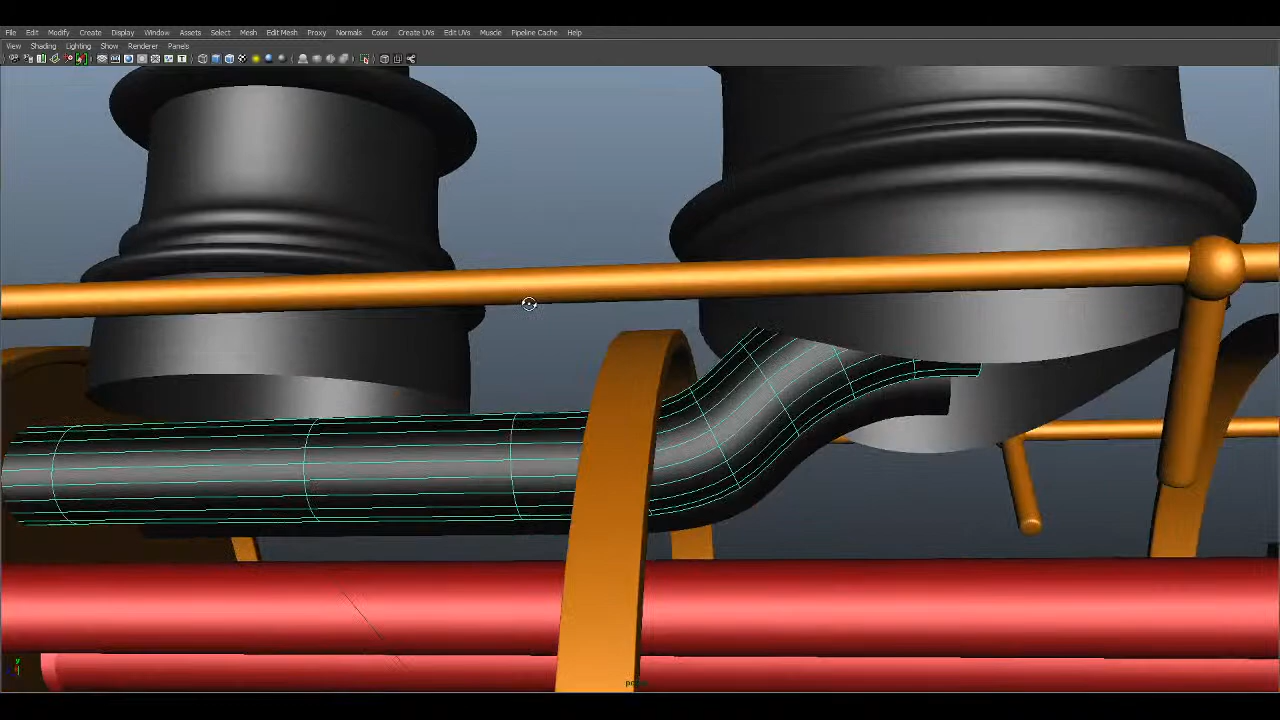 File Edit Modify Create Display Window Assets Select Mesh Edit Mesh Proxy Normals Color Create UVs Edit UVs Muscle Pipeline Cache Help
View Shading Lighting Show Renderer Panels